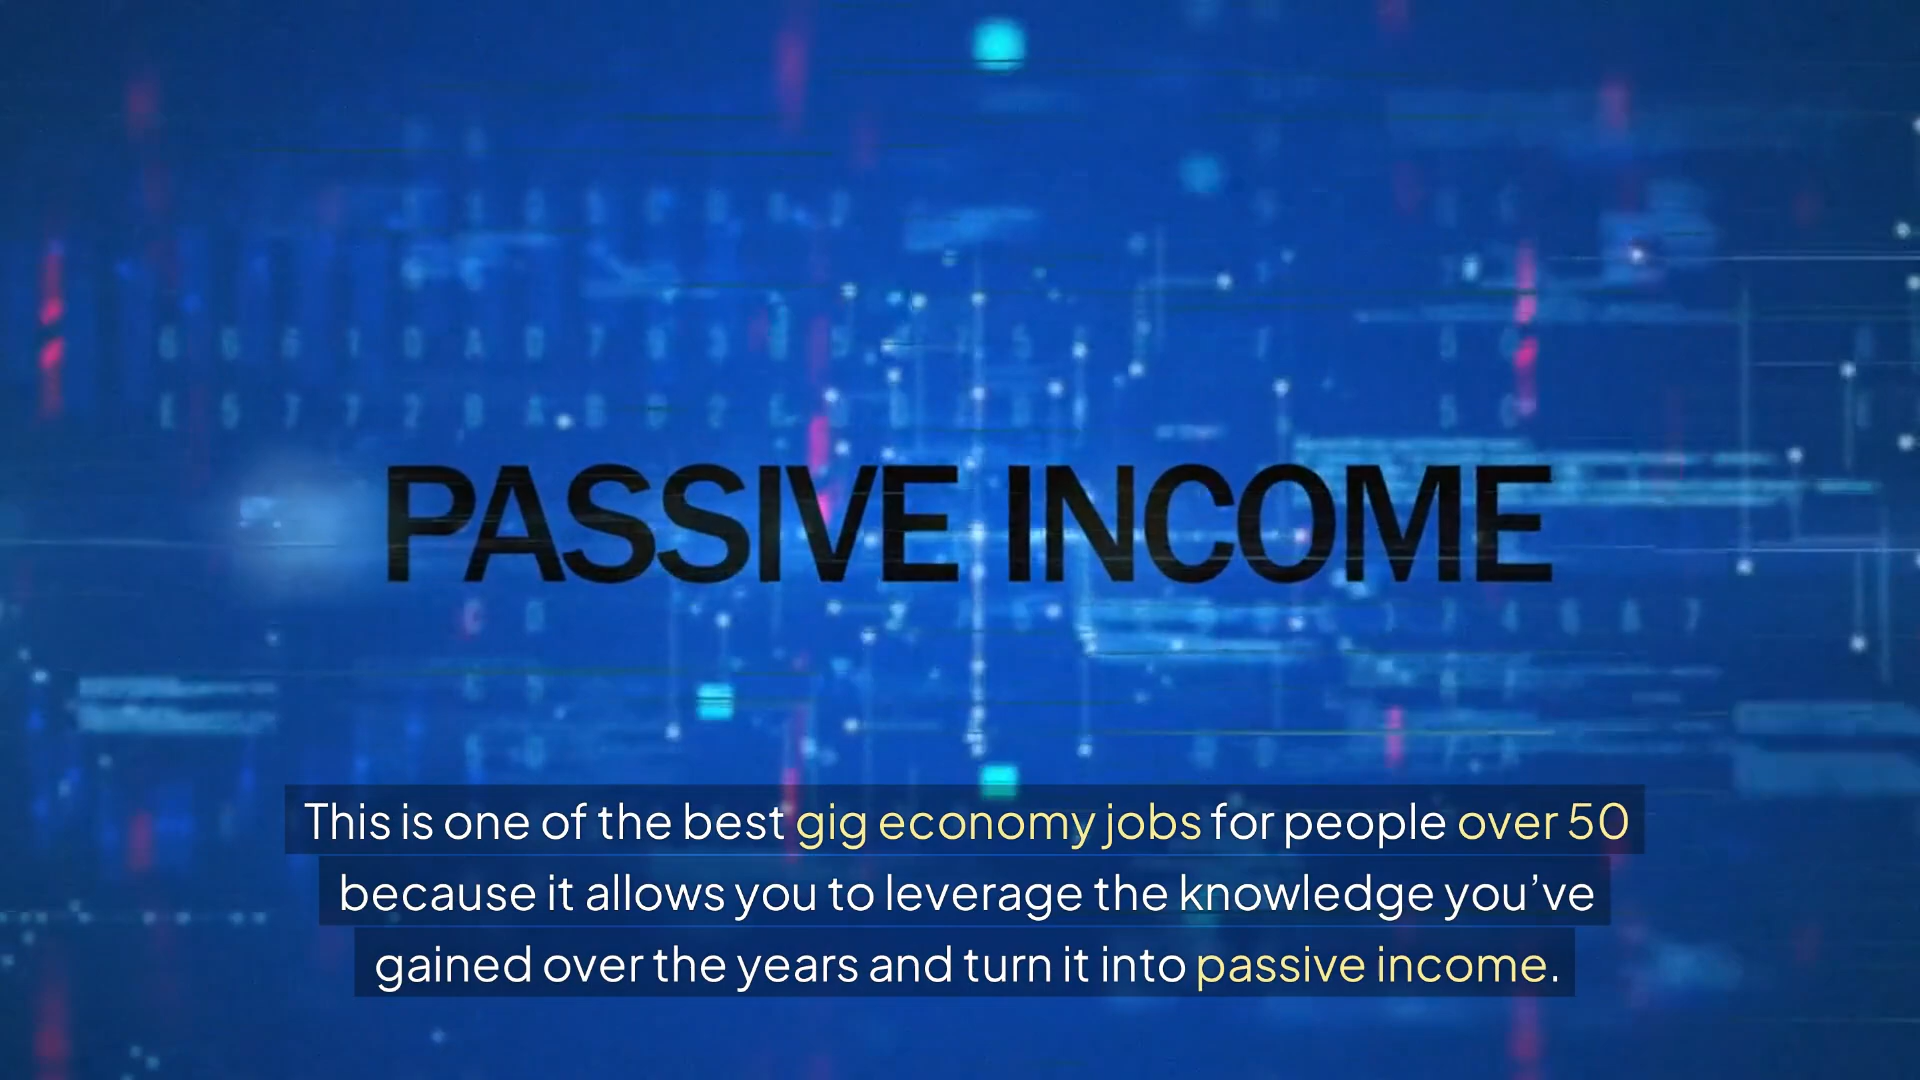 PASSIVE INCOME
This is one of the best gig economy jobs for people over 50
because it allows you to leverage the knowledge you’ve
gained over the years and turn it into passive income.